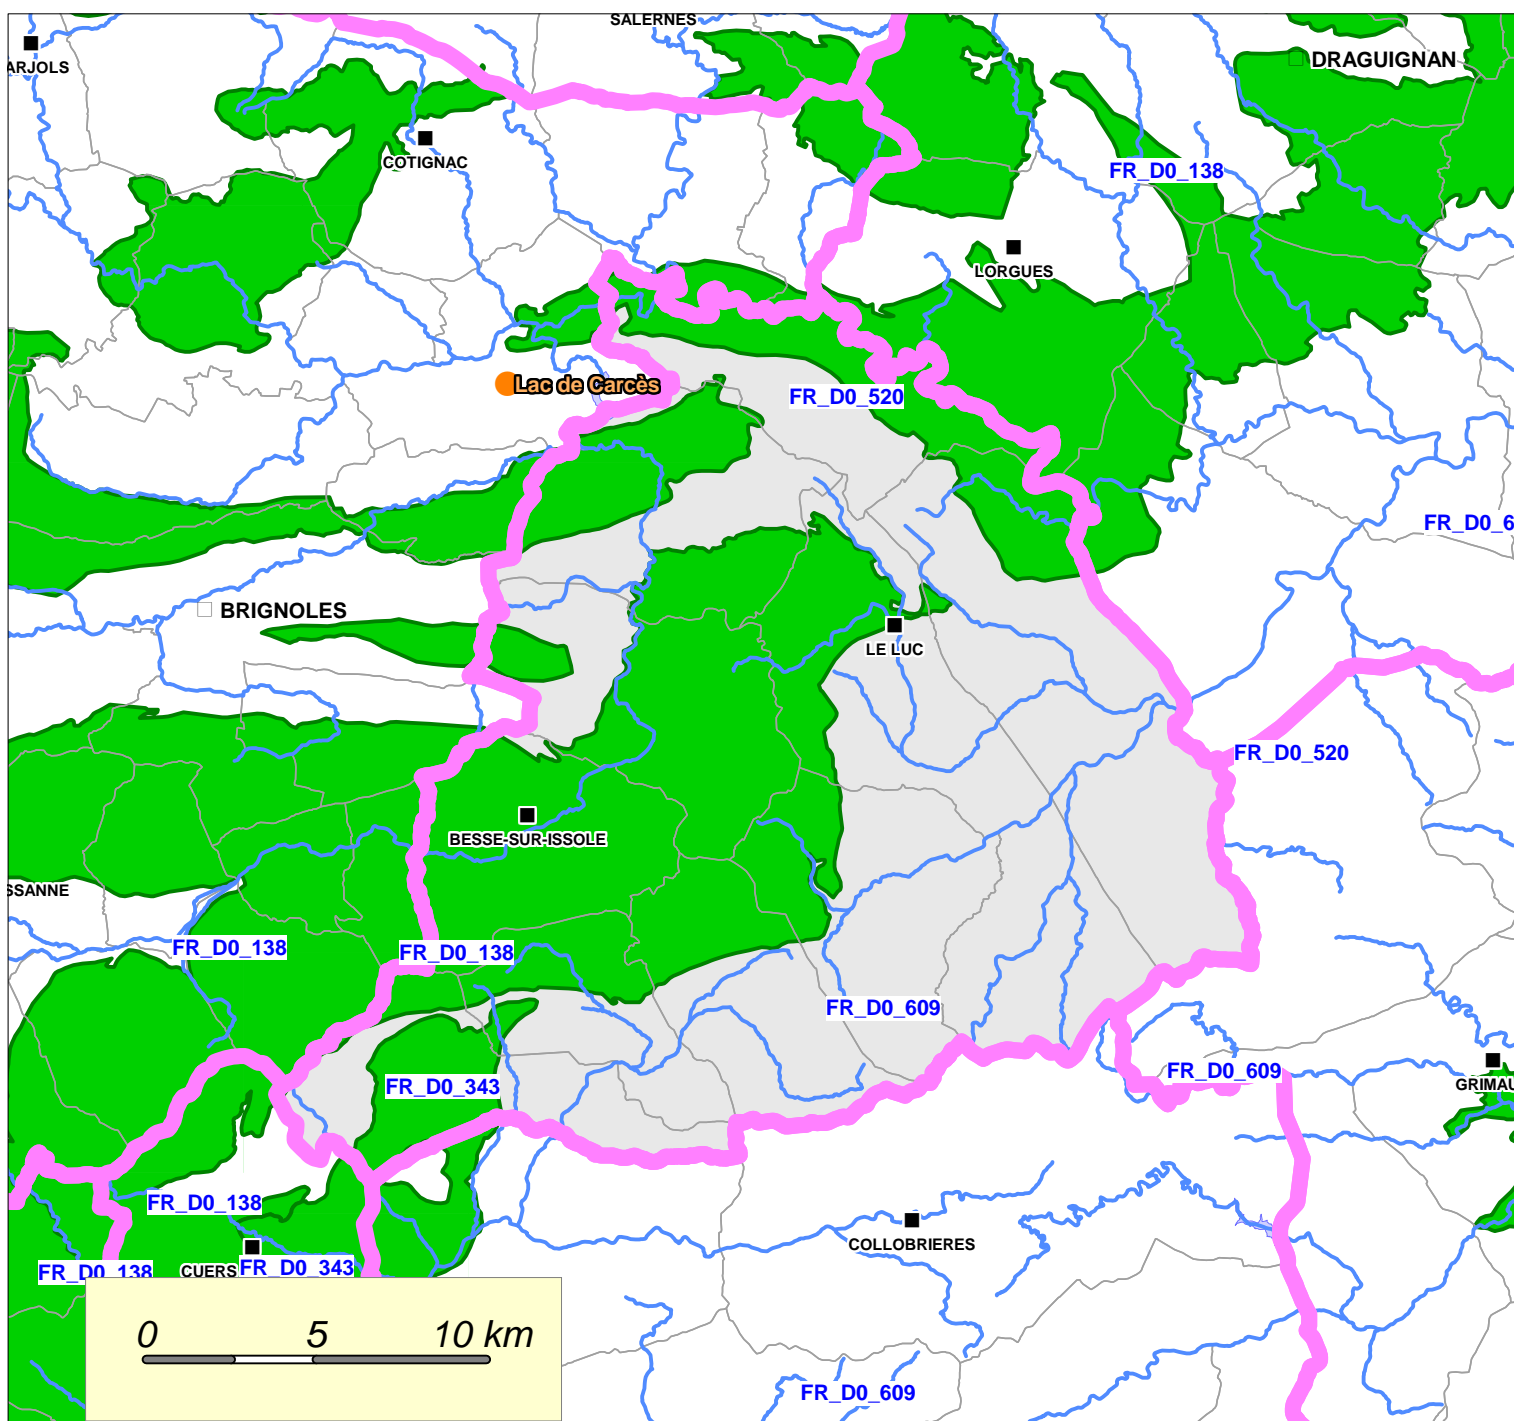 SALERNES
DRAGUIGNAN
ARJOLS
COTIGNAC
FR_D0_138
LORGUES
Lac de Carcès
FR_D0_520
FR_D0_6
BRIGNOLES
LE LUC
FR_D0_520
BESSE-SUR-ISSOLE
SSANNE
FR_D0_138
FR_D0_138
FR_D0_609
FR_D0_609
FR_D0_343
GRIMAU
FR_D0_138
COLLOBRIERES
FR_D0_138
CUERS
FR_D0_343
0 5 10 km
FR_D0_609